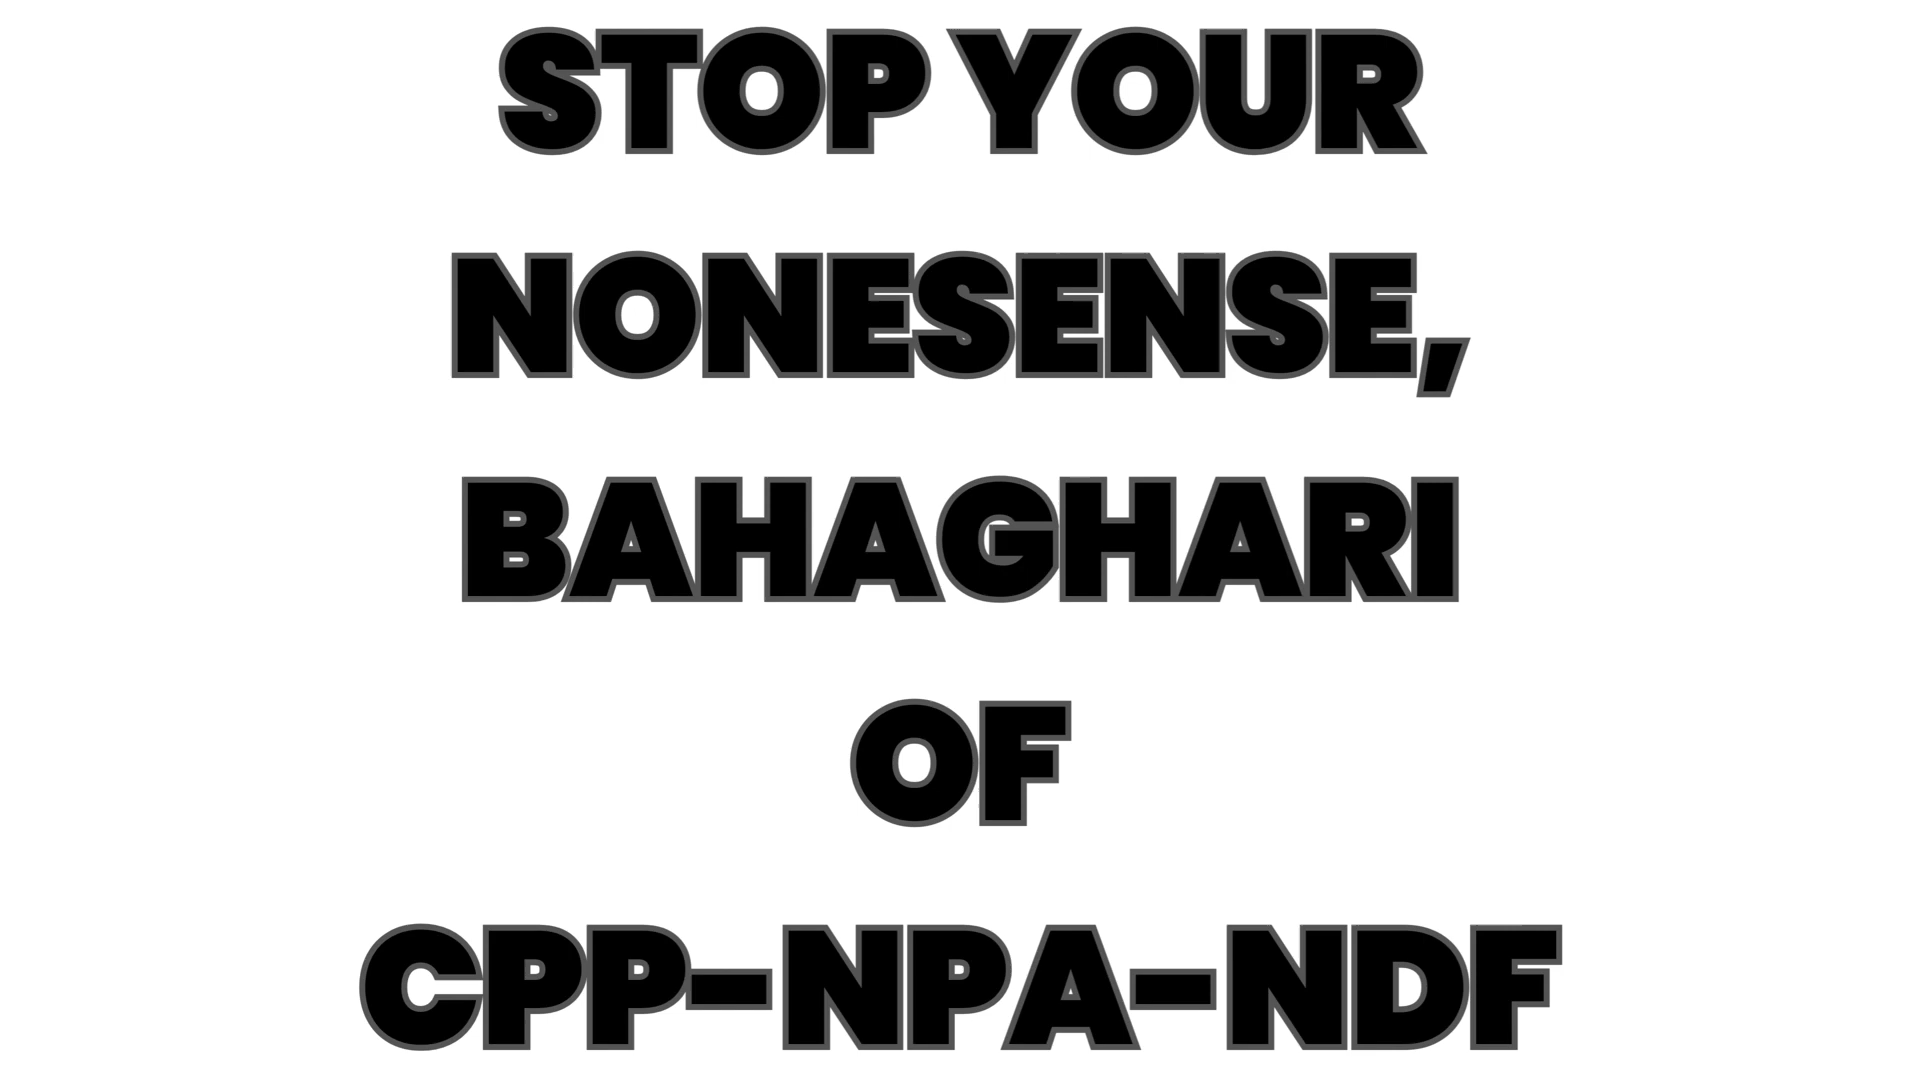 STOP YOUR
NONESENSE,
BAHAGHARI
OF
CPP-NPA-NDF